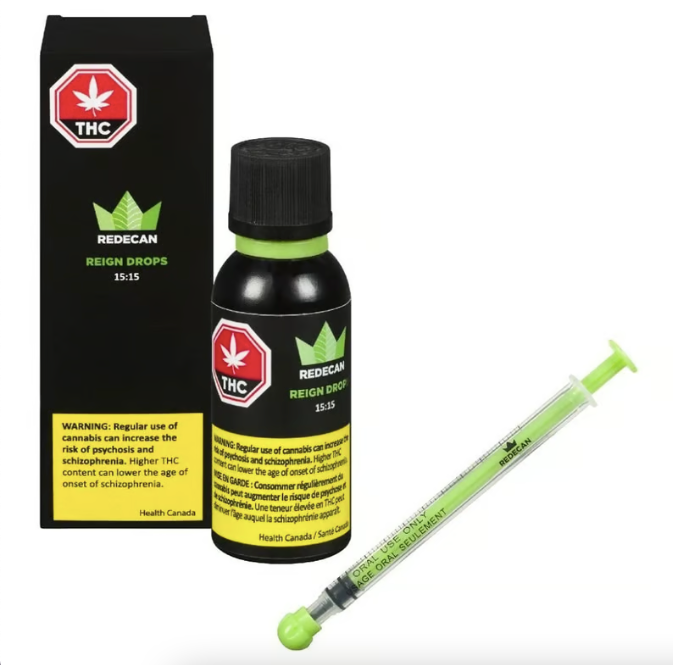 THC
REDECAN
REIGN DROPS
15:15
WARNING: Regular use of
cannabis can increase the
risk of psychosis and
schizophrenia. Higher THC
content can lower the age of
onset of schizophrenia.
Health Canada
THC
REDECAN
REIGN DROP
15:15
WARNING: Regular use of cannabis can increase the
risk of psychosis and schizophrenia. Higher THC
content can lower the age of onset of schizophrenia.
MISE EN GARDE : Consommer régulièrement du
cannabis peut augmenter le risque de psychose et
de schizophrénie. Une teneur élevée en THC peut
diminuer l'âge auquel la schizophrénie apparaît.
Health Canada / Santé Canada
REDECAN
ORAL USE ONLY
AGE ORAL SEULEMENT